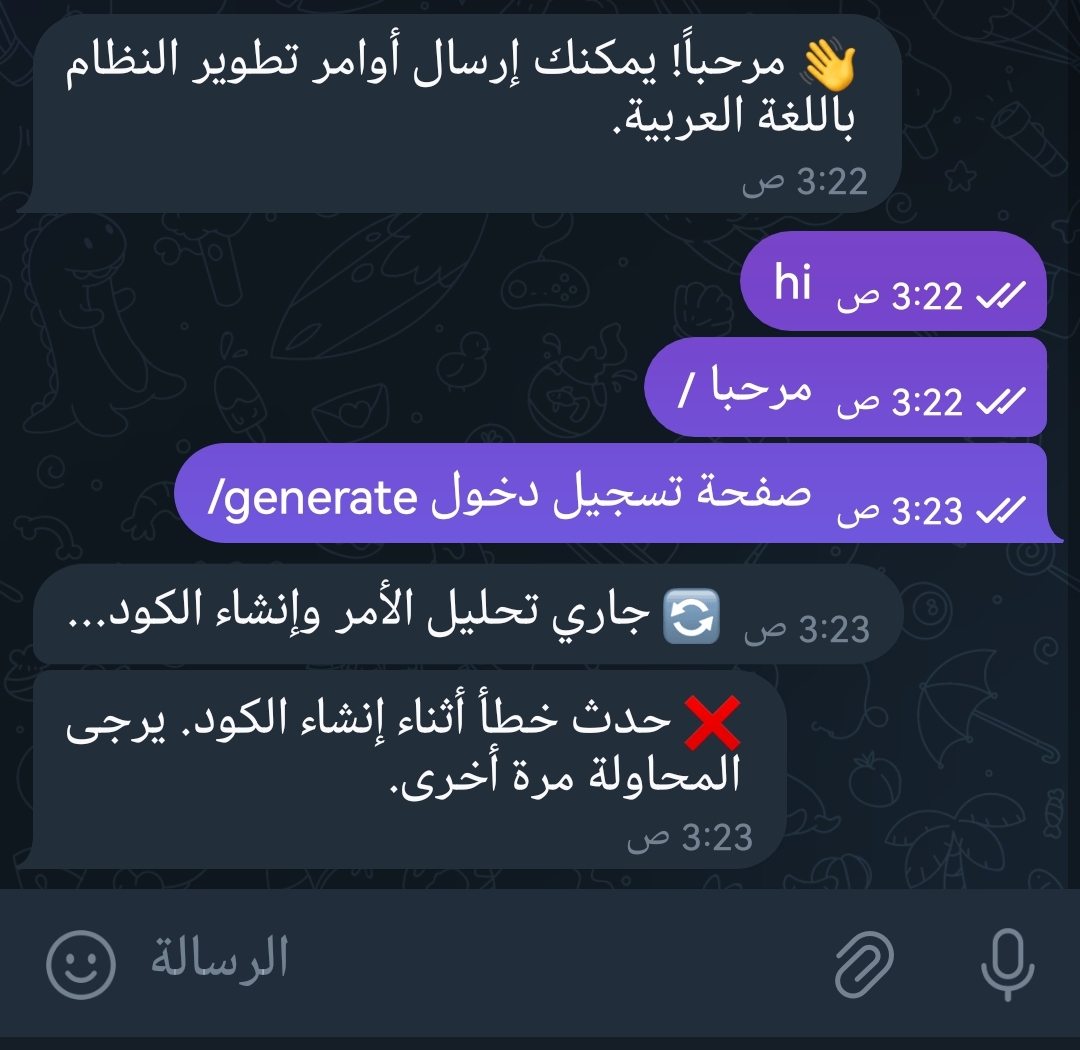 👋 مرحباً! يمكنك إرسال أوامر تطوير النظام
باللغة العربية.
3:22 ص
hi 3:22 ص
مرحبا / 3:22 ص
/generate صفحة تسجيل دخول 3:23 ص
🔄 جاري تحليل الأمر وإنشاء الكود... 3:23 ص
❌ حدث خطأ أثناء إنشاء الكود. يرجى
المحاولة مرة أخرى.
3:23 ص
الرسالة